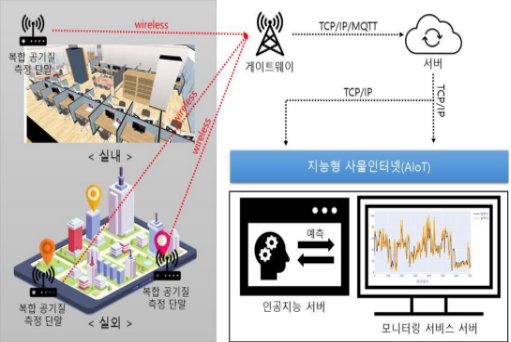 wireless
복합 공기질
측정 단말
< 실내 >
wireless
wireless
복합 공기질
측정 단말
복합 공기질
측정 단말
< 실외 >
게이트웨이
TCP/IP/MQTT
서버
TCP/IP
TCP/IP
지능형 사물인터넷(AIoT)
예측
인공지능 서버
모니터링 서비스 서버